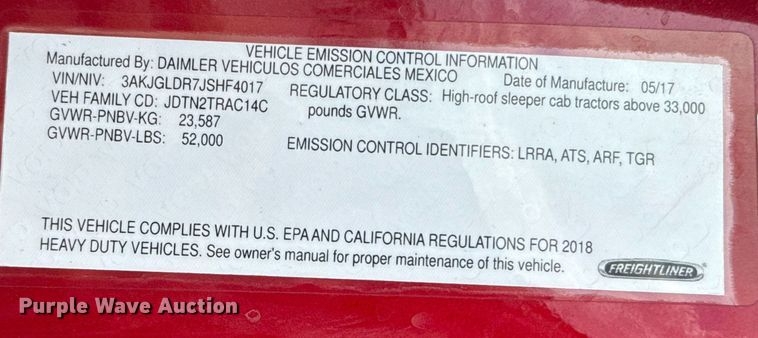 VEHICLE EMISSION CONTROL INFORMATION
Manufactured By: DAIMLER VEHICULOS COMERCIALES MEXICO
Date of Manufacture: 05/17
VIN/NIV: 3AKJGLDR7JSHF4017
REGULATORY CLASS: High-roof sleeper cab tractors above 33,000
pounds GVWR.
VEH FAMILY CD: JDTN2TRAC14C
GVWR-PNBV-KG: 23,587
GVWR-PNBV-LBS: 52,000
EMISSION CONTROL IDENTIFIERS: LRRA, ATS, ARF, TGR
THIS VEHICLE COMPLIES WITH U.S. EPA AND CALIFORNIA REGULATIONS FOR 2018
HEAVY DUTY VEHICLES. See owner's manual for proper maintenance of this vehicle.
FREIGHTLINER
Purple Wave Auction